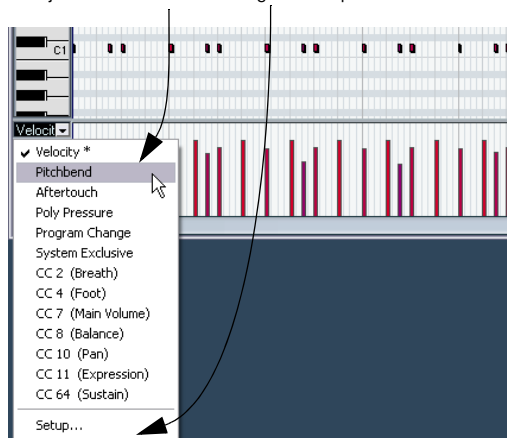 C1
Velocit
Velocity *
Pitchbend
Aftertouch
Poly Pressure
Program Change
System Exclusive
CC 2 (Breath)
CC 4 (Foot)
CC 7 (Main Volume)
CC 8 (Balance)
CC 10 (Pan)
CC 11 (Expression)
CC 64 (Sustain)
Setup...